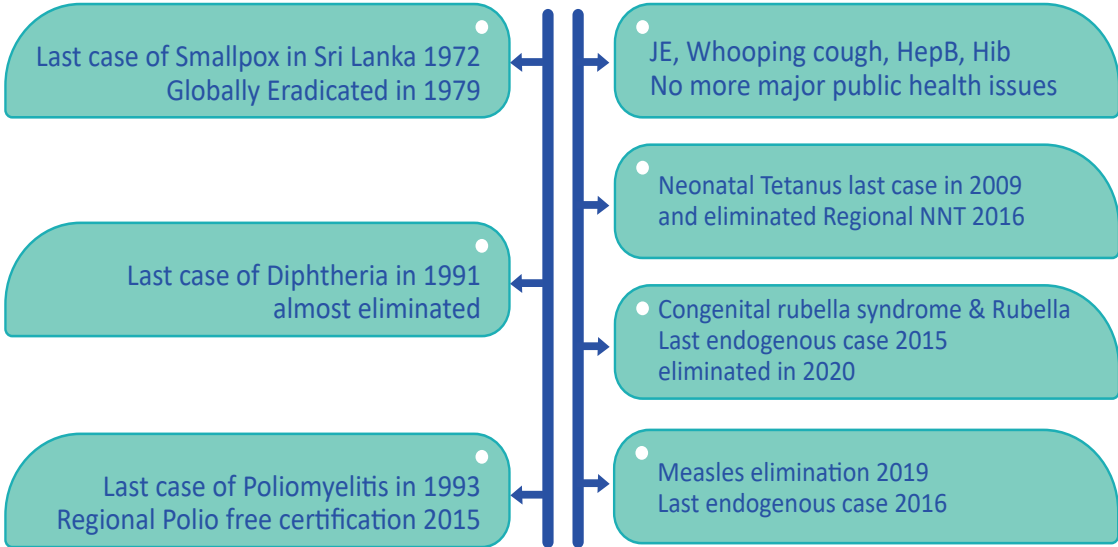 Last case of Smallpox in Sri Lanka 1972
Globally Eradicated in 1979
Last case of Diphtheria in 1991
almost eliminated
Last case of Poliomyelitis in 1993
Regional Polio free certification 2015
JE, Whooping cough, HepB, Hib
No more major public health issues
Neonatal Tetanus last case in 2009
and eliminated Regional NNT 2016
Congenital rubella syndrome & Rubella
Last endogenous case 2015
eliminated in 2020
Measles elimination 2019
Last endogenous case 2016